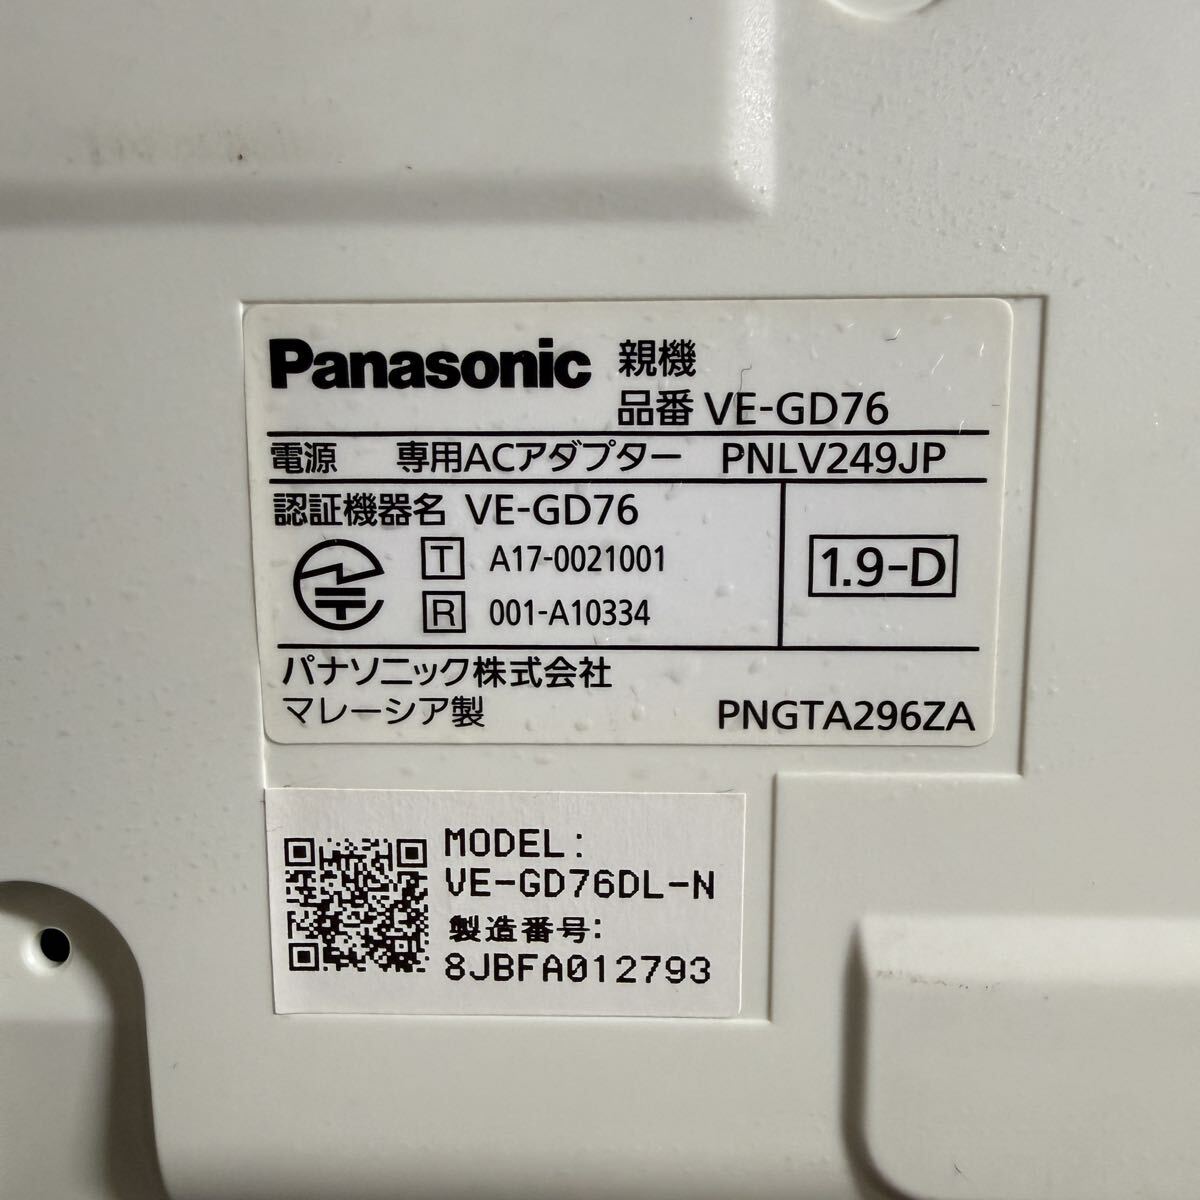 Panasonic 親機
品番 VE-GD76
電源 専用ACアダプター PNLV249JP
認証機器名 VE-GD76
T A17-0021001
R 001-A10334
1.9-D
パナソニック株式会社
マレーシア製 PNGTA296ZA
MODEL:
VE-GD76DL-N
製造番号:
8JBFA012793